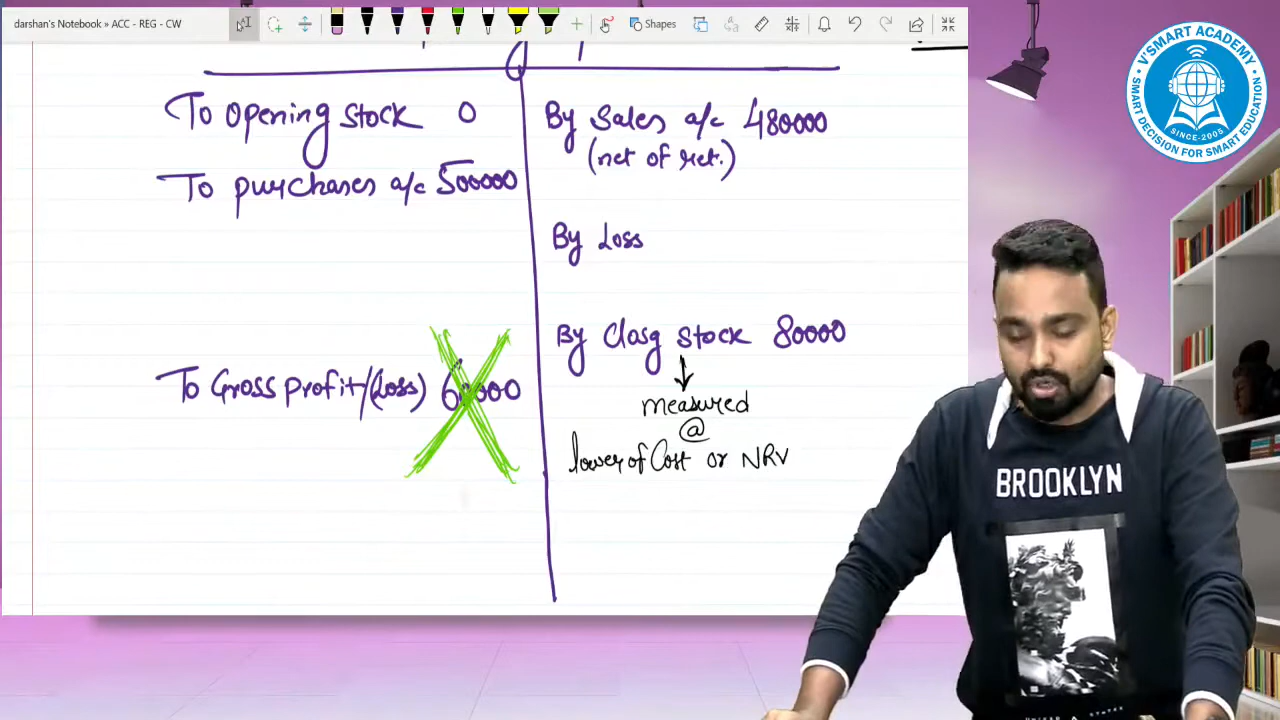 darshan's Notebook » ACC - REG - CW
Shapes
To Opening stock 0
To purchases a/c 500000
To Gross profit/(Loss) 60000
By Sales a/c 480000
(net of ret.)
By Loss
By Closg stock 80000
measured
@
lower of Cost or NRV
V'SMART ACADEMY
SINCE-2005
SMART DECISION FOR SMART EDUCATION
BROOKLYN